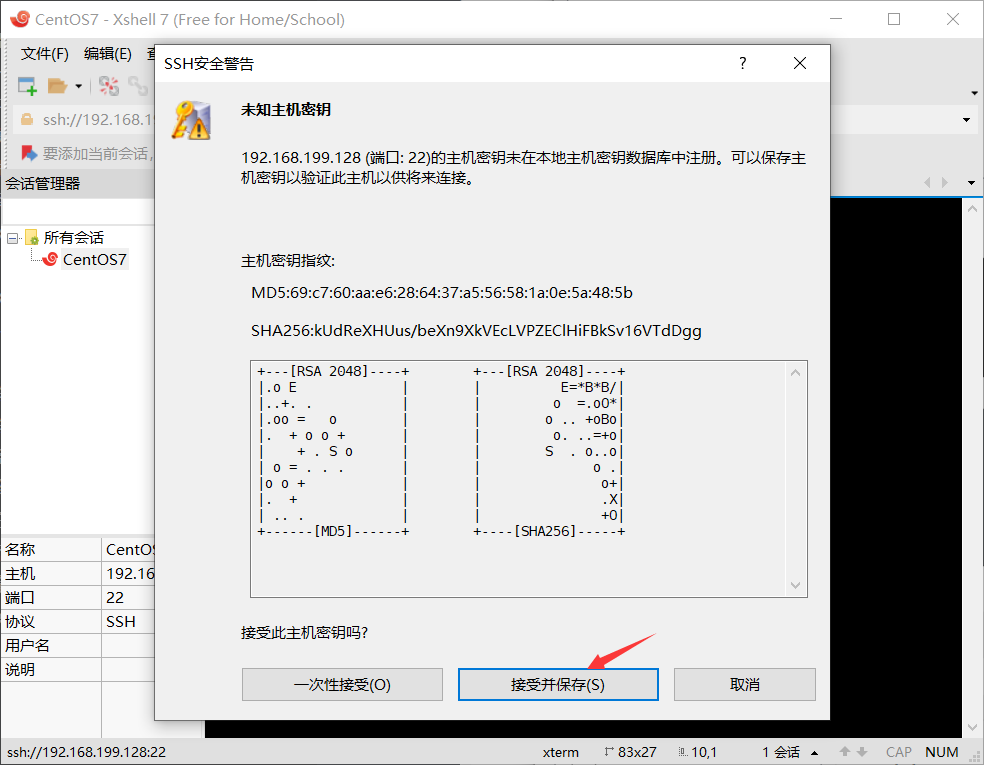 CentOS7 - Xshell 7 (Free for Home/School)
文件(F) 编辑(E)
ssh://192.168.1
要添加当前会话,
会话管理器
所有会话
CentOS7
名称 CentOS
主机 192.16
端口 22
协议 SSH
用户名
说明
SSH安全警告
未知主机密钥
192.168.199.128 (端口: 22)的主机密钥未在本地主机密钥数据库中注册。可以保存主
机密钥以验证此主机以供将来连接。
主机密钥指纹:
MD5:69:c7:60:aa:e6:28:64:37:a5:56:58:1a:0e:5a:48:5b
SHA256:kUdReXHUus/beXn9XkVEcLVPZEClHiFBkSv16VTdDgg
+---[RSA 2048]----+        +---[RSA 2048]----+
|.o E             |        |          E=*B*B/|
|..+. .           |        |         o  =.oO*|
|.oo =   o        |        |        o .. +oBo|
|.  + o o +       |        |         o. ..=+o|
|    + . S o      |        |        S  . o..o|
| o = . . .       |        |              o .|
|o o +            |        |               o+|
|.  +             |        |               .X|
| .. .            |        |               +O|
+------[MD5]------+        +----[SHA256]-----+
接受此主机密钥吗?
一次性接受(O) 接受并保存(S) 取消
ssh://192.168.199.128:22 xterm 83x27 10,1 1 会话 CAP NUM